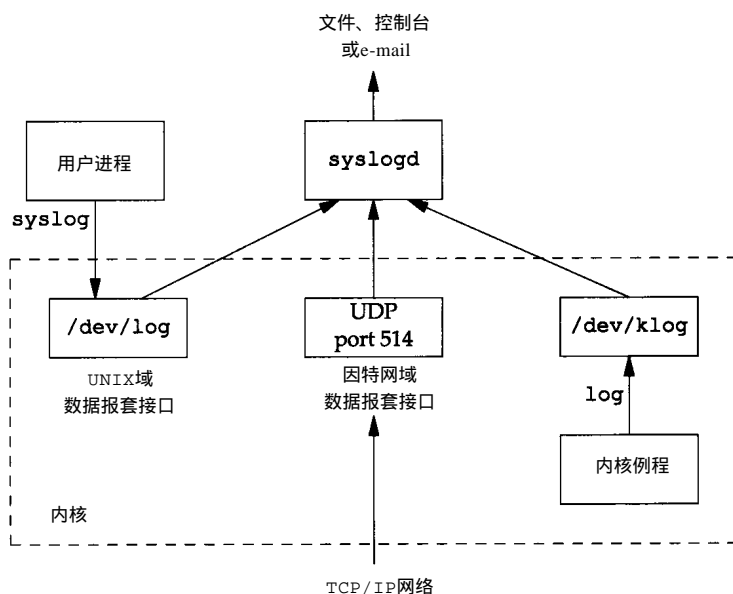 文件、控制台
或e-mail
用户进程
syslogd
syslog
/dev/log
UDP
port 514
/dev/klog
UNIX域
数据报套接口
因特网域
数据报套接口
log
内核例程
内核
TCP/IP网络